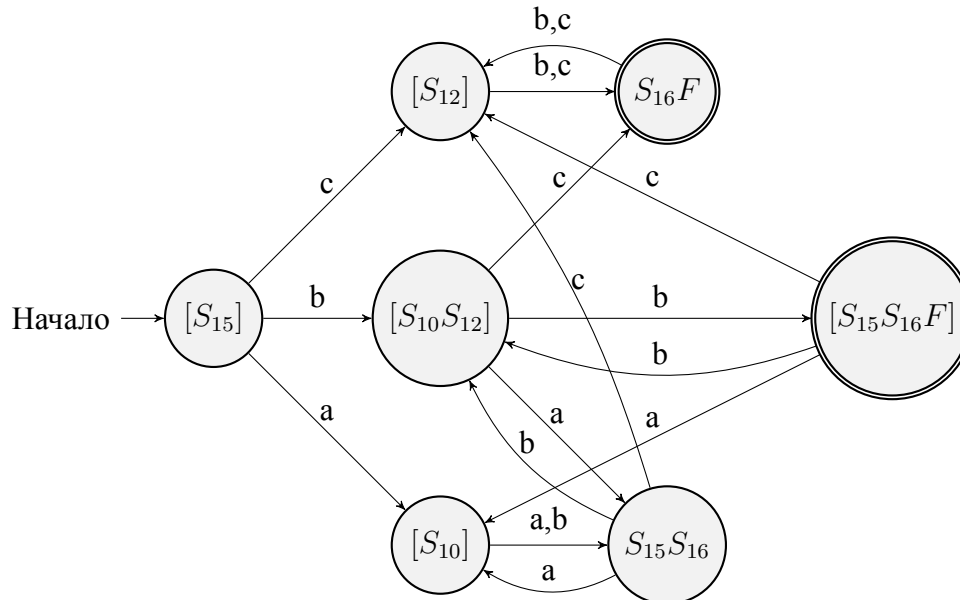 b,c
b,c
[S₁₂]
S₁₆F
c
c
c
Начало
[S₁₅]
b
[S₁₀S₁₂]
c
b
[S₁₅S₁₆F]
b
a
a
a
b
[S₁₀]
a,b
S₁₅S₁₆
a